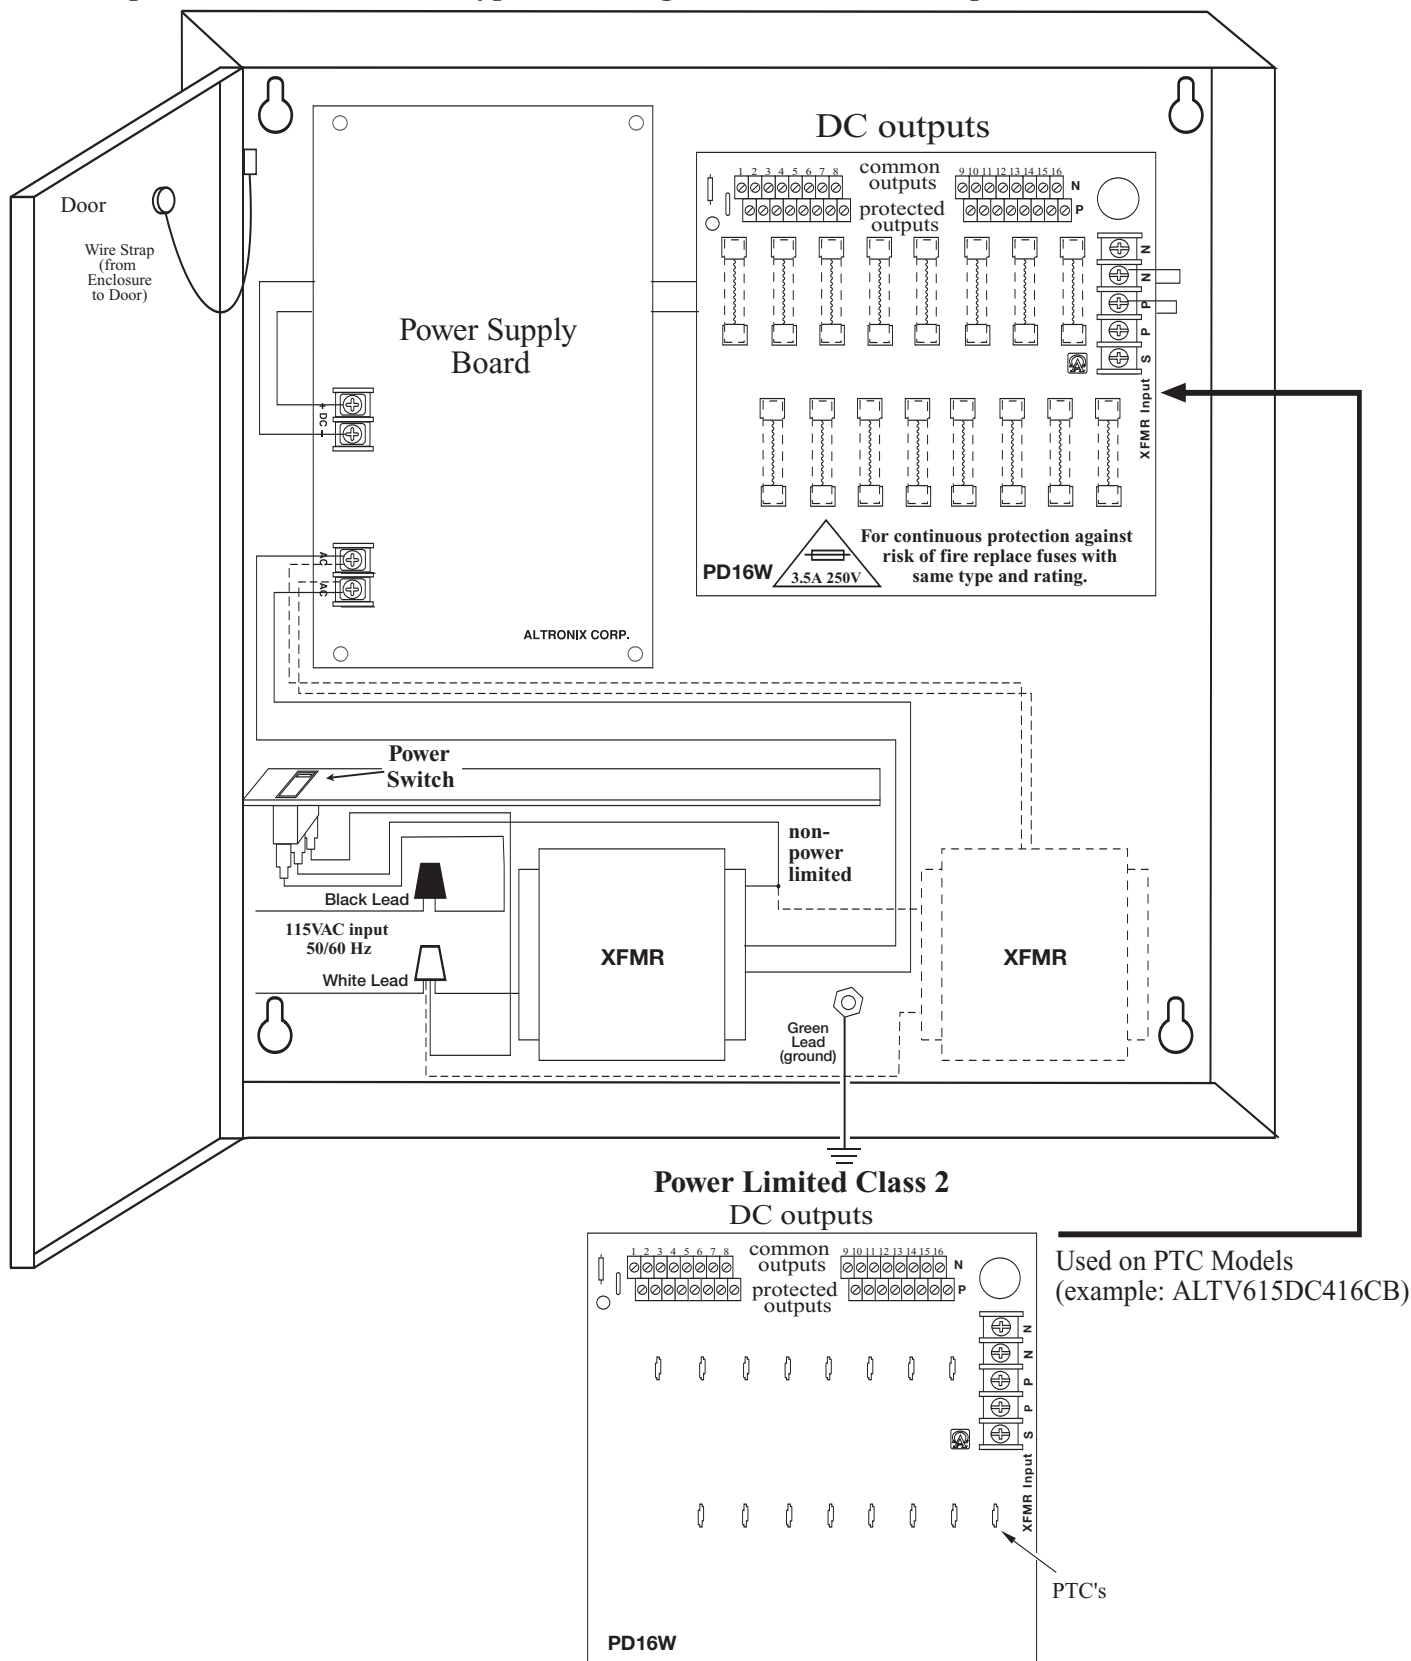 DC outputs
1 2 3 4 5 6 7 8
common
outputs
9 10 11 12 13 14 15 16
N
protected
outputs
P
Door
Wire Strap
(from
Enclosure
to Door)
N
N
P
P
S
XFMR Input
Power Supply
Board
+ DC –
AC
AC
ALTRONIX CORP.
PD16W
3.5A 250V
For continuous protection against
risk of fire replace fuses with
same type and rating.
Power
Switch
non-
power
limited
Black Lead
115VAC input
50/60 Hz
White Lead
XFMR
XFMR
Green
Lead
(ground)
Power Limited Class 2
DC outputs
1 2 3 4 5 6 7 8
common
outputs
9 10 11 12 13 14 15 16
N
protected
outputs
P
Used on PTC Models
(example: ALTV615DC416CB)
N
N
P
P
S
XFMR Input
PTC's
PD16W